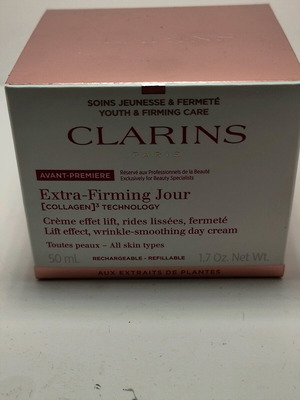 SOINS JEUNESSE & FERMETÉ
YOUTH & FIRMING CARE
CLARINS
PARIS
AVANT-PREMIERE
Réservé aux Professionnels de la Beauté
Exclusively for Beauty Specialists
Extra-Firming Jour
[COLLAGEN]² TECHNOLOGY
Crème effet lift, rides lissées, fermeté
Lift effect, wrinkle-smoothing day cream
Toutes peaux - All skin types
50 mL RECHARGEABLE - REFILLABLE 1.7 Oz. Net Wt.
AUX EXTRAITS DE PLANTES